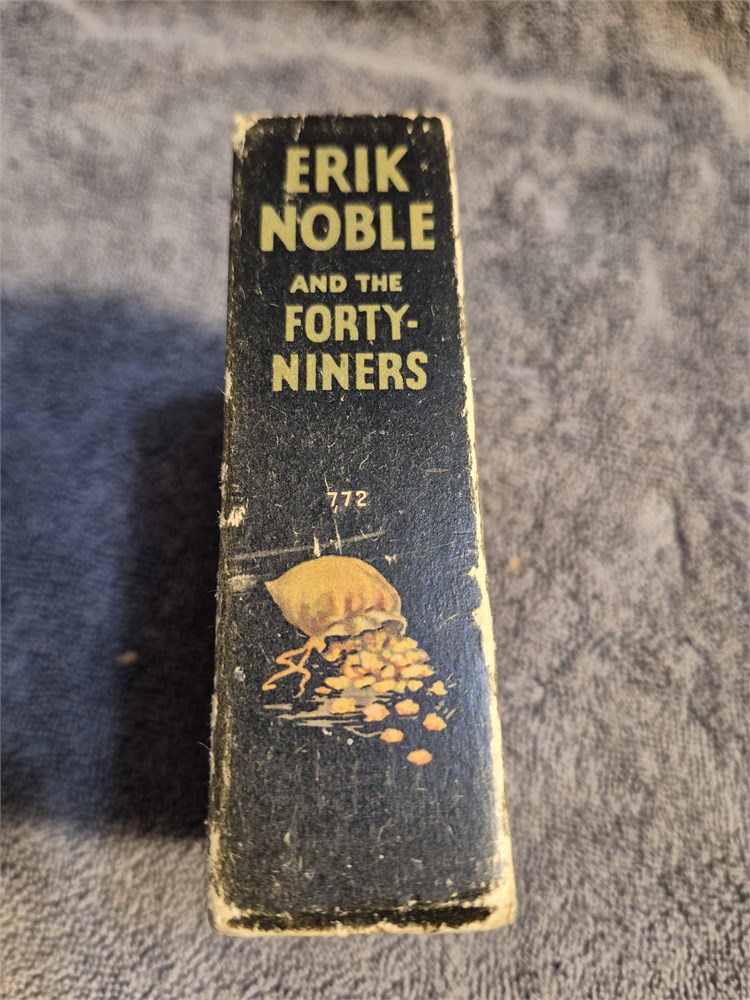 ERIK
NOBLE
AND THE
FORTY-
NINERS
772